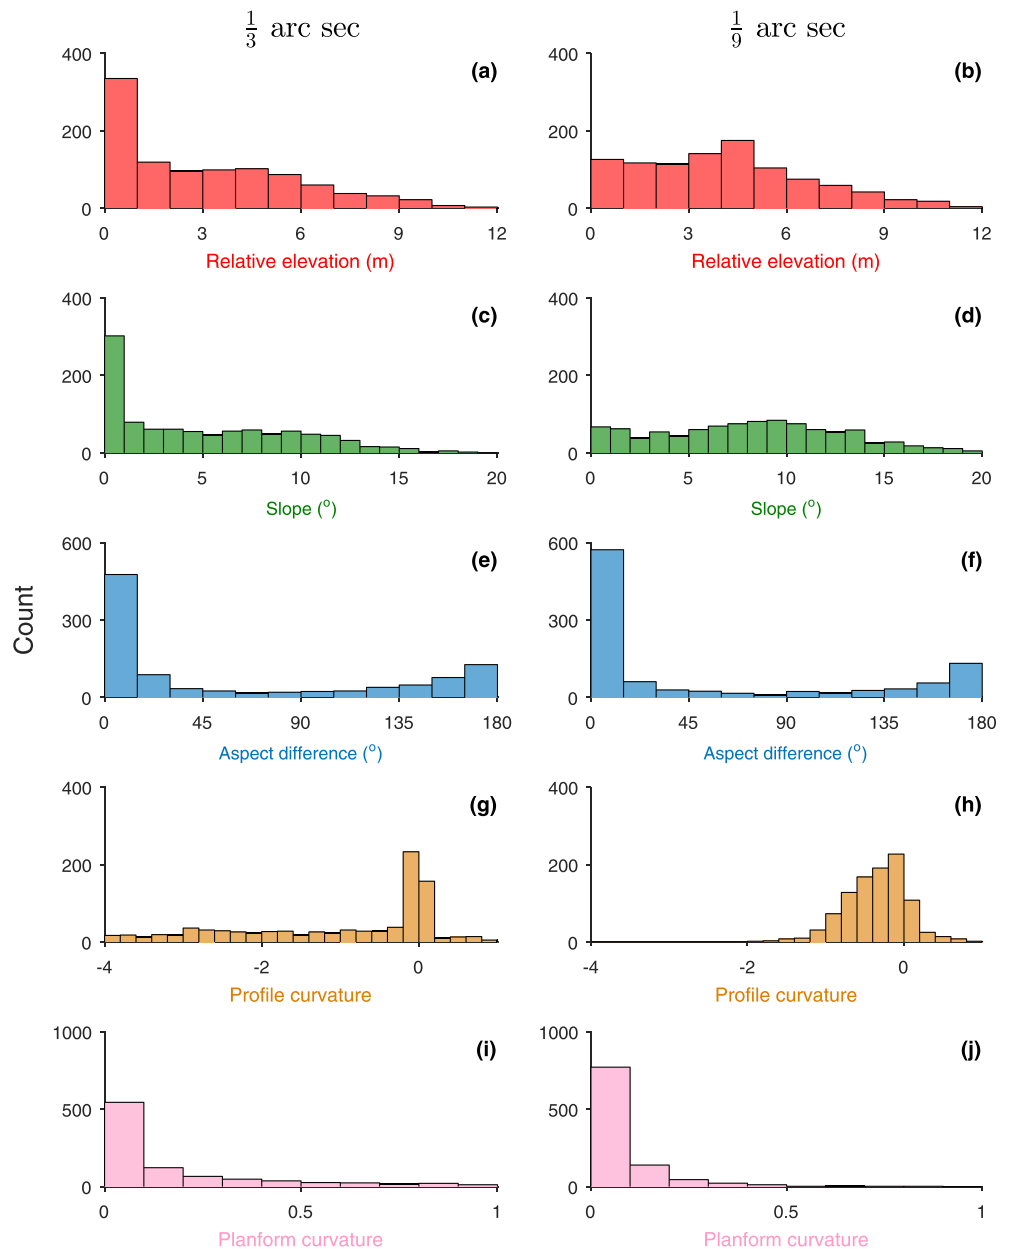 1/3 arc sec
1/9 arc sec
400
200
0
0 3 6 9 12
(a)
Relative elevation (m)
400
200
0
0 3 6 9 12
(b)
Relative elevation (m)
400
200
0
0 5 10 15 20
(c)
Slope (o)
400
200
0
0 5 10 15 20
(d)
Slope (o)
Count
600
300
0
0 45 90 135 180
(e)
Aspect difference (o)
600
300
0
0 45 90 135 180
(f)
Aspect difference (o)
400
200
0
-4 -2 0
(g)
Profile curvature
400
200
0
-4 -2 0
(h)
Profile curvature
1000
500
0
0 0.5 1
(i)
Planform curvature
1000
500
0
0 0.5 1
(j)
Planform curvature